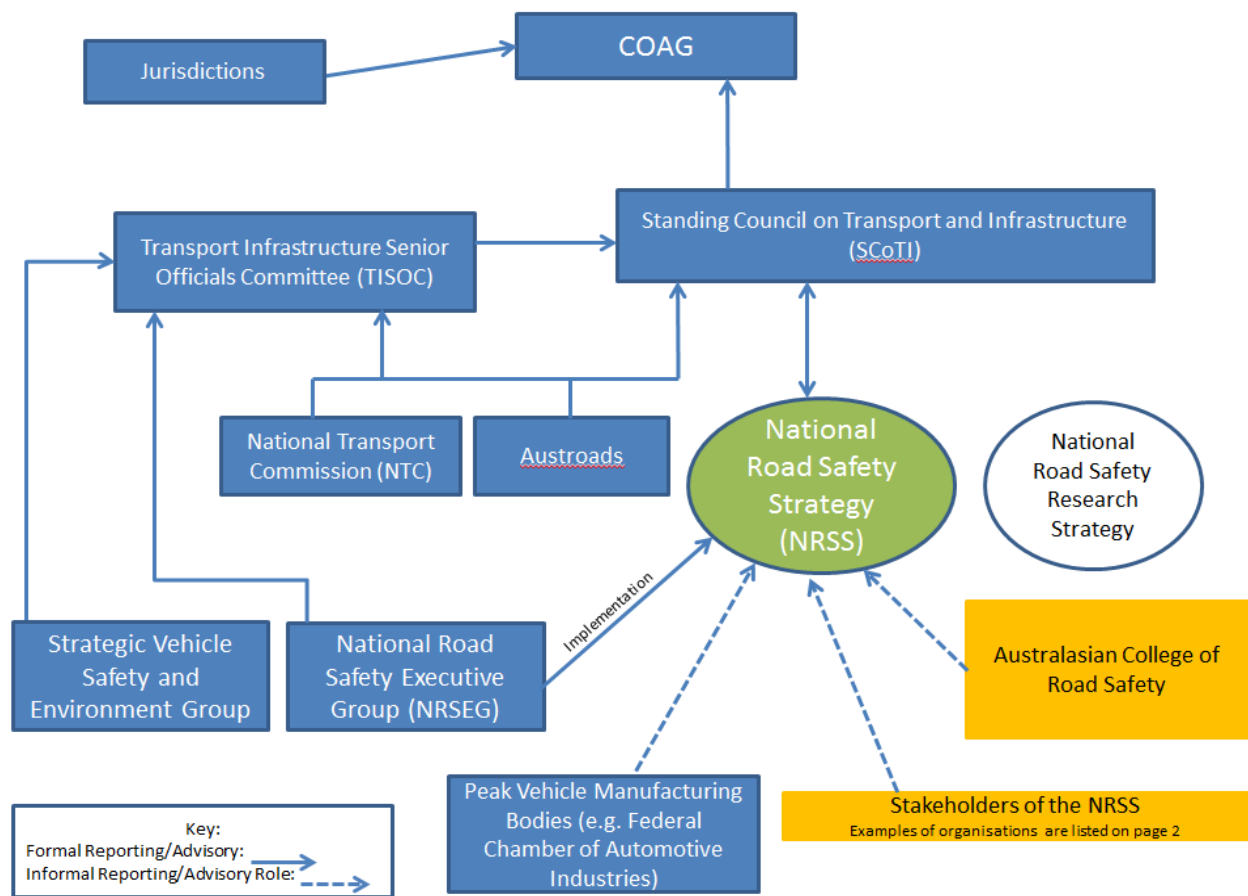 COAG
Jurisdictions
Standing Council on Transport and Infrastructure
(SCoTI)
Transport Infrastructure Senior
Officials Committee (TISOC)
National Transport
Commission (NTC)
Austroads
National
Road Safety
Strategy
(NRSS)
National
Road Safety
Research
Strategy
Implementation
Strategic Vehicle
Safety and
Environment Group
National Road
Safety Executive
Group (NRSEG)
Australasian College of
Road Safety
Peak Vehicle Manufacturing
Bodies (e.g. Federal
Chamber of Automotive
Industries)
Stakeholders of the NRSS
Examples of organisations are listed on page 2
Key:
Formal Reporting/Advisory:
Informal Reporting/Advisory Role: